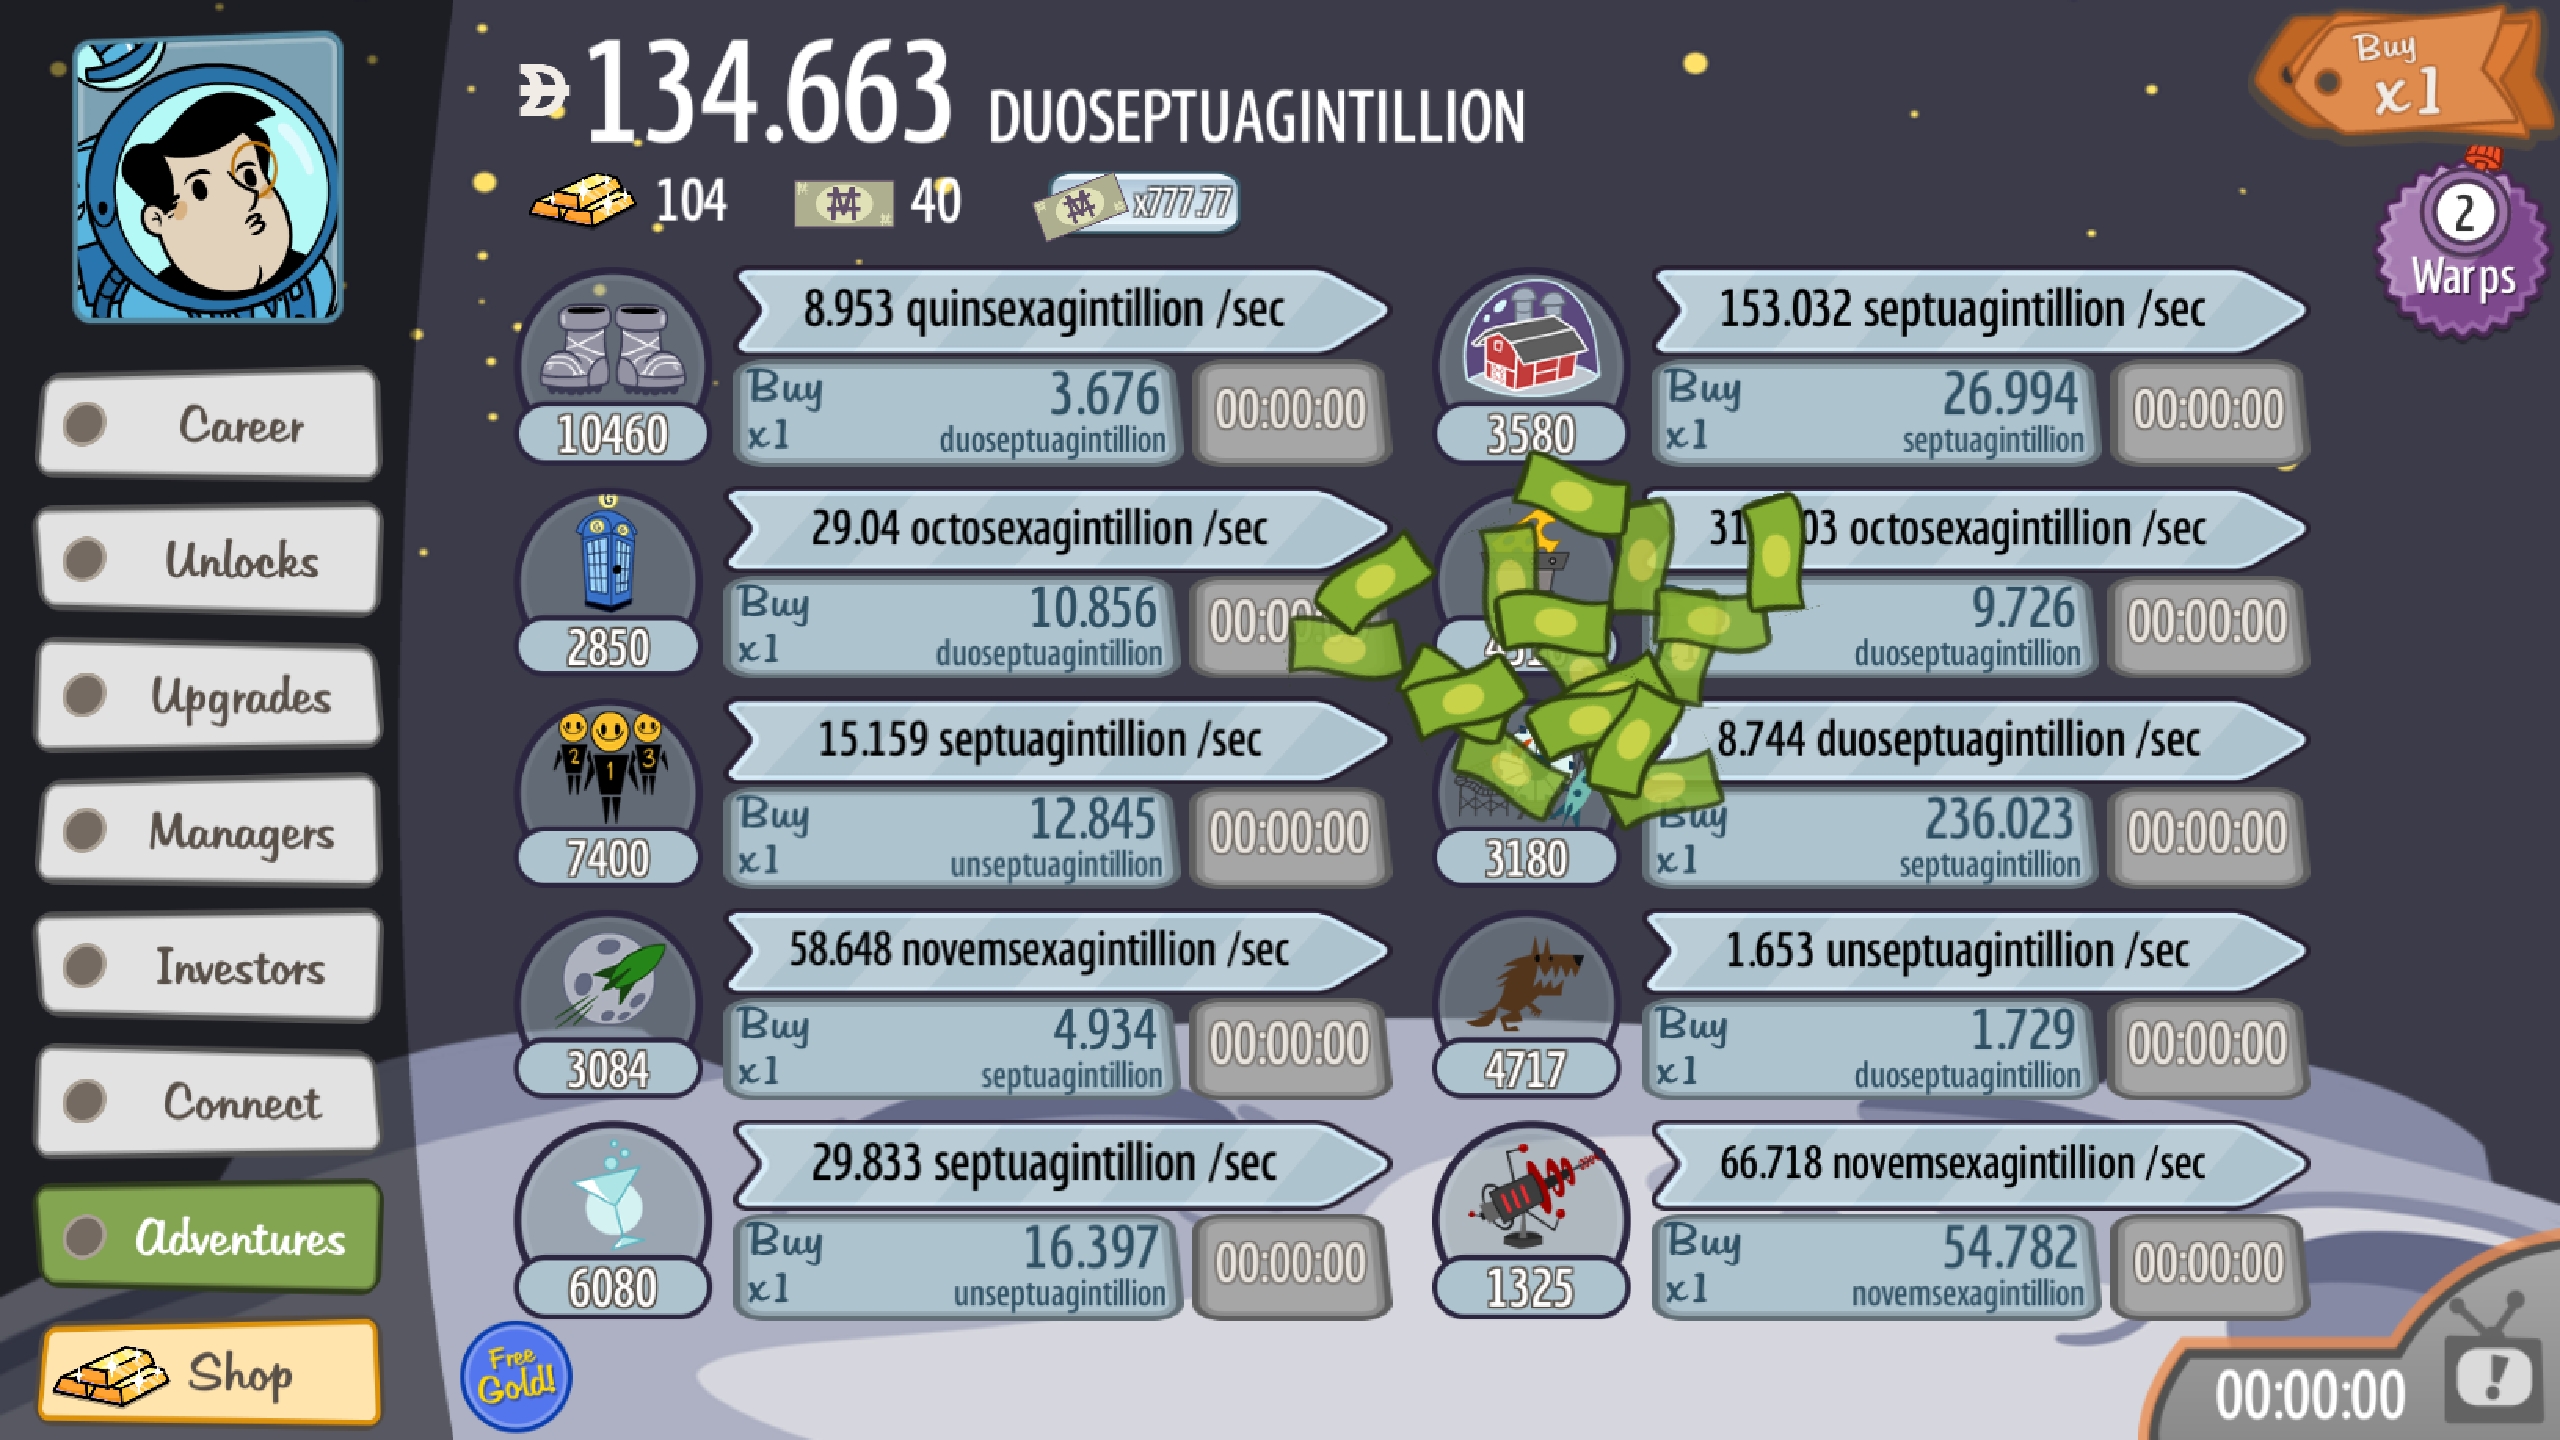 134.663 DUOSEPTUAGINTILLION
104
40
x777.77
Buy
x1
2
Warps
Career
Unlocks
Upgrades
Managers
Investors
Connect
Adventures
Shop
8.953 quinsexagintillion /sec
10460
Buy
x1
3.676
duoseptuagintillion
00:00:00
153.032 septuagintillion /sec
3580
Buy
x1
26.994
septuagintillion
00:00:00
29.04 octosexagintillion /sec
2850
Buy
x1
10.856
duoseptuagintillion
octosexagintillion /sec
9.726
duoseptuagintillion
00:00:00
15.159 septuagintillion /sec
2 1 3
7400
Buy
x1
12.845
unseptuagintillion
00:00:00
8.744 duoseptuagintillion /sec
3180
Buy
x1
236.023
septuagintillion
00:00:00
58.648 novemsexagintillion /sec
3084
Buy
x1
4.934
septuagintillion
00:00:00
1.653 unseptuagintillion /sec
4717
Buy
x1
1.729
duoseptuagintillion
00:00:00
29.833 septuagintillion /sec
6080
Buy
x1
16.397
unseptuagintillion
00:00:00
66.718 novemsexagintillion /sec
1325
Buy
x1
54.782
novemsexagintillion
00:00:00
Free
Gold!
00:00:00
!